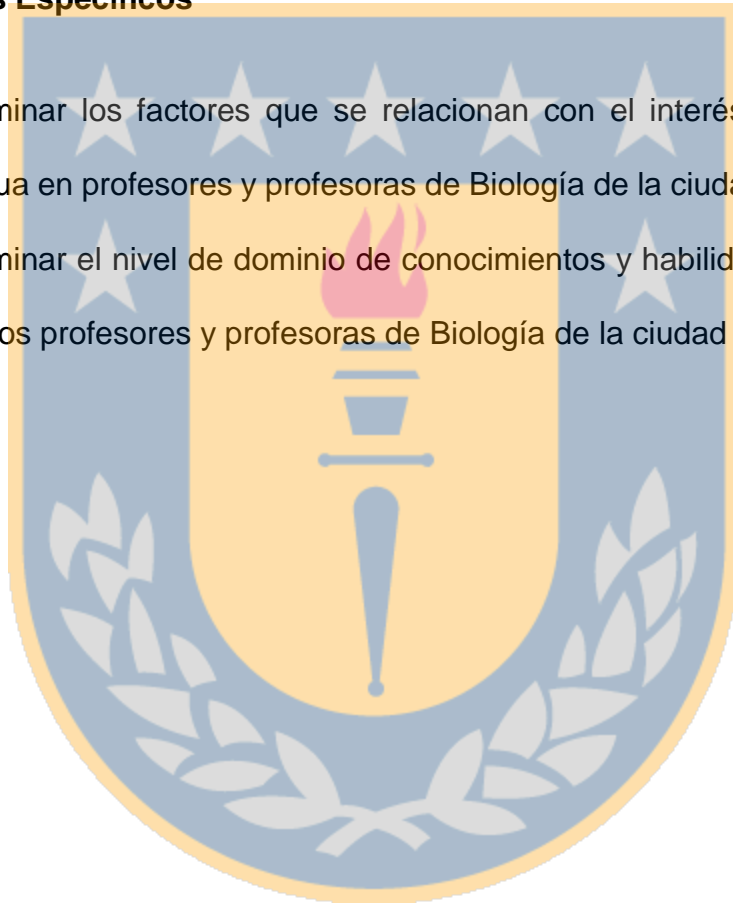 s Específicos
minar los factores que se relacionan con el interés
ua en profesores y profesoras de Biología de la ciuda
minar el nivel de dominio de conocimientos y habilid
os profesores y profesoras de Biología de la ciudad